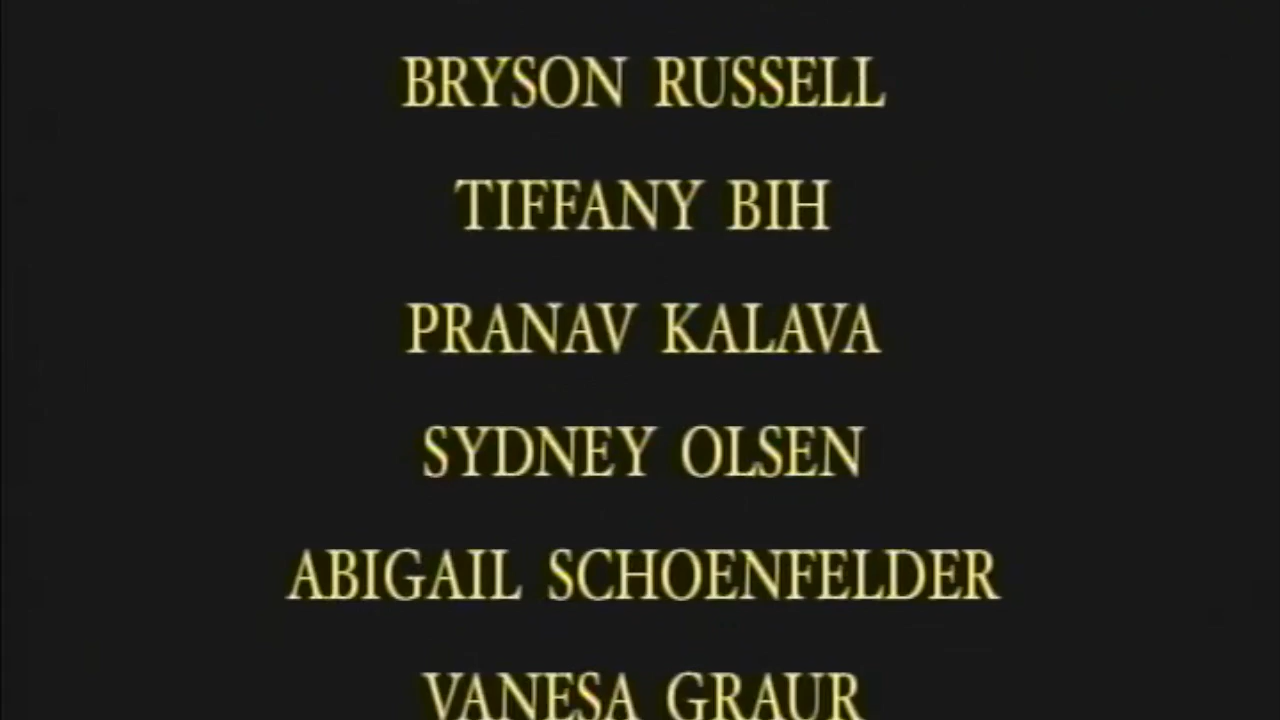 BRYSON RUSSELL
TIFFANY BIH
PRANAV KALAVA
SYDNEY OLSEN
ABIGAIL SCHOENFELDER
VANESA GRAUR